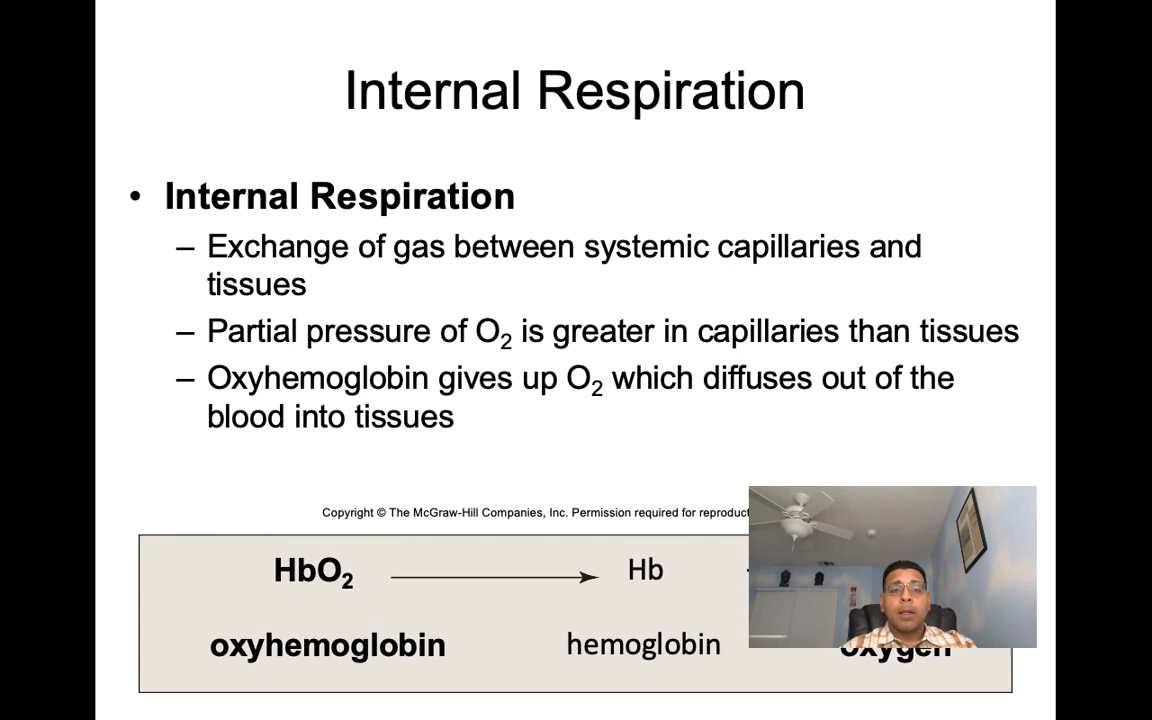 Internal Respiration
• Internal Respiration
– Exchange of gas between systemic capillaries and
tissues
– Partial pressure of O₂ is greater in capillaries than tissues
– Oxyhemoglobin gives up O₂ which diffuses out of the
blood into tissues
Copyright © The McGraw-Hill Companies, Inc. Permission required for
HbO₂ Hb
oxyhemoglobin hemoglobin oxygen